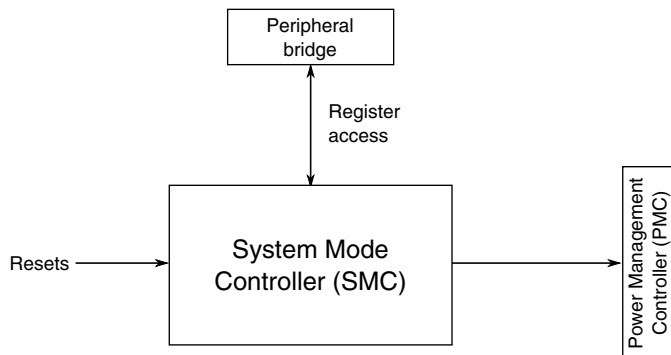 Peripheral
bridge
Register
access
Resets
System Mode
Controller (SMC)
Power Management
Controller (PMC)